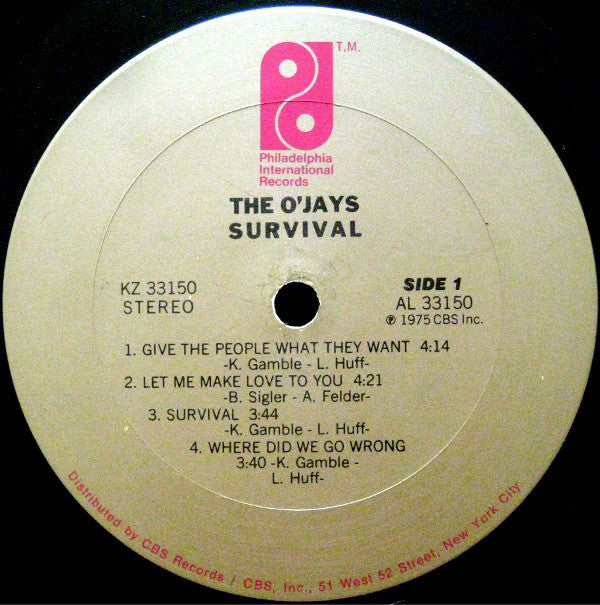 T.M.
Philadelphia
International
Records
THE O'JAYS
SURVIVAL
KZ 33150
STEREO
SIDE 1
AL 33150
℗ 1975 CBS Inc.
1. GIVE THE PEOPLE WHAT THEY WANT 4:14
-K. Gamble - L. Huff-
2. LET ME MAKE LOVE TO YOU 4:21
-B. Sigler - A. Felder-
3. SURVIVAL 3:44
-K. Gamble - L. Huff-
4. WHERE DID WE GO WRONG
3:40 -K. Gamble -
L. Huff-
Distributed by CBS Records / CBS, Inc., 51 West 52 Street, New York City